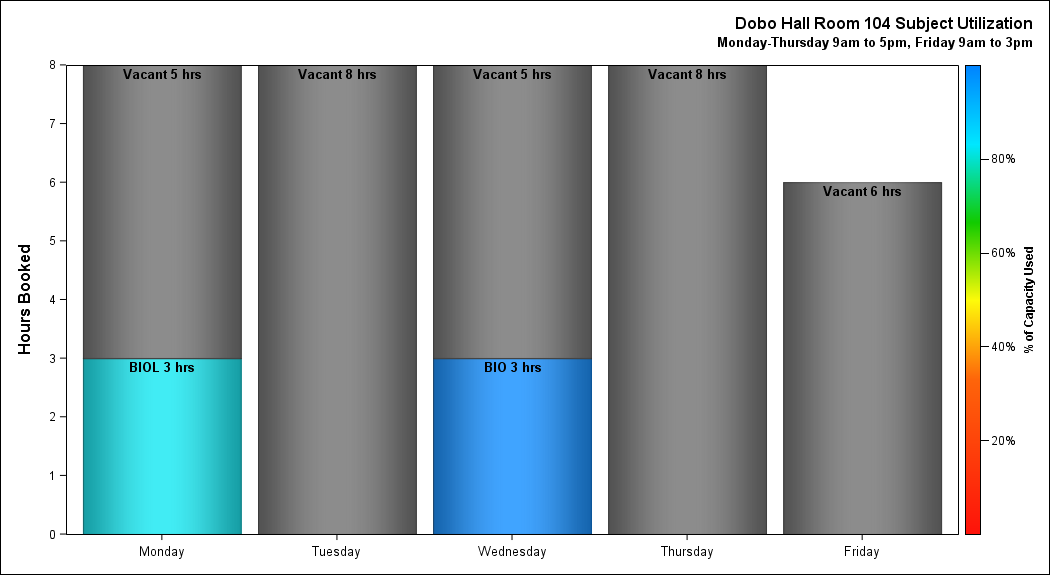 Dobo Hall Room 104 Subject Utilization
Monday-Thursday 9am to 5pm, Friday 9am to 3pm
Hours Booked
8
7
6
5
4
3
2
1
0
Vacant 5 hrs
Vacant 8 hrs
Vacant 5 hrs
Vacant 8 hrs
Vacant 6 hrs
BIOL 3 hrs
BIO 3 hrs
Monday
Tuesday
Wednesday
Thursday
Friday
80%
60%
40%
20%
% of Capacity Used